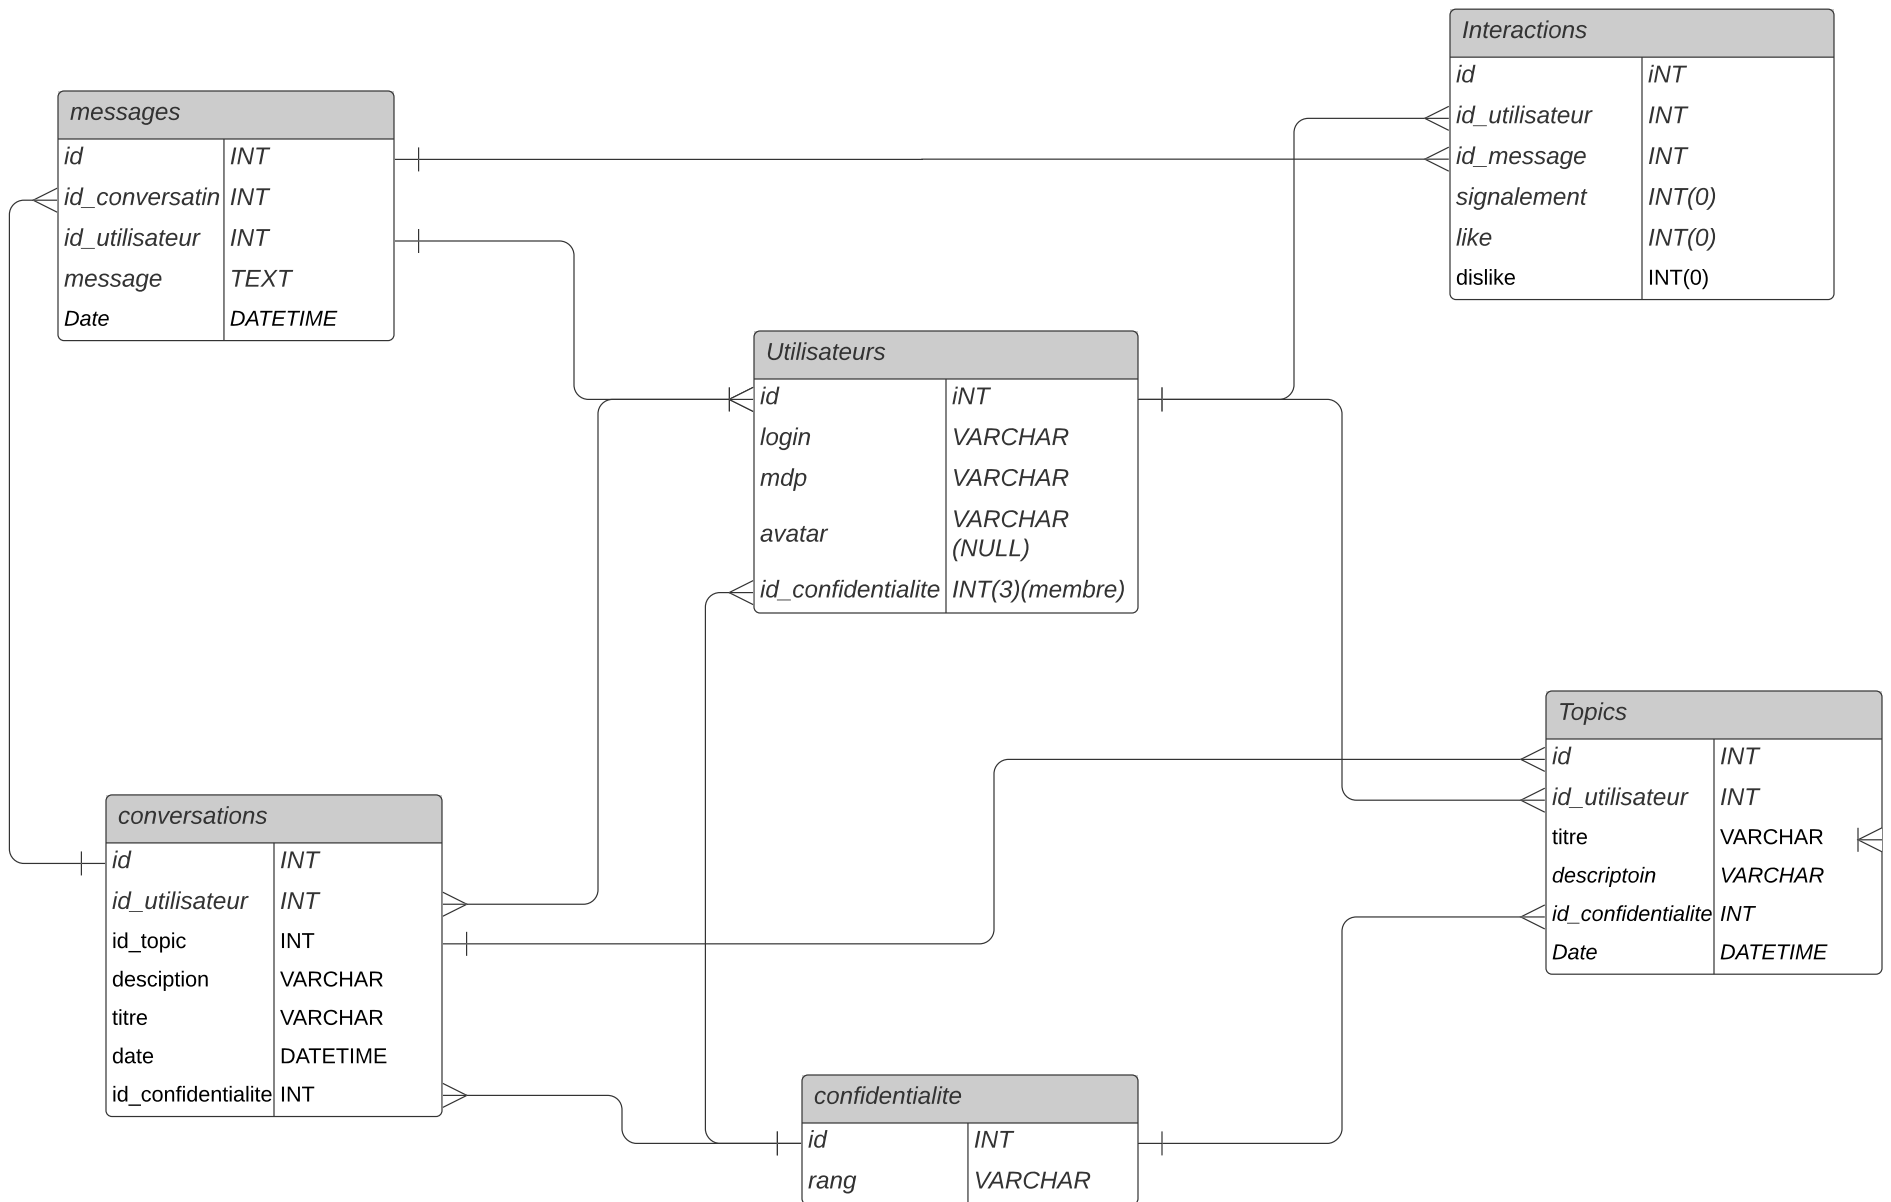 Interactions
id iNT
id_utilisateur INT
id_message INT
signalement INT(0)
like INT(0)
dislike INT(0)
messages
id INT
id_conversatin INT
id_utilisateur INT
message TEXT
Date DATETIME
Utilisateurs
id iNT
login VARCHAR
mdp VARCHAR
avatar VARCHAR
(NULL)
id_confidentialite INT(3)(membre)
Topics
id INT
id_utilisateur INT
titre VARCHAR
descriptoin VARCHAR
id_confidentialite INT
Date DATETIME
conversations
id INT
id_utilisateur INT
id_topic INT
desciption VARCHAR
titre VARCHAR
date DATETIME
id_confidentialite INT
confidentialite
id INT
rang VARCHAR